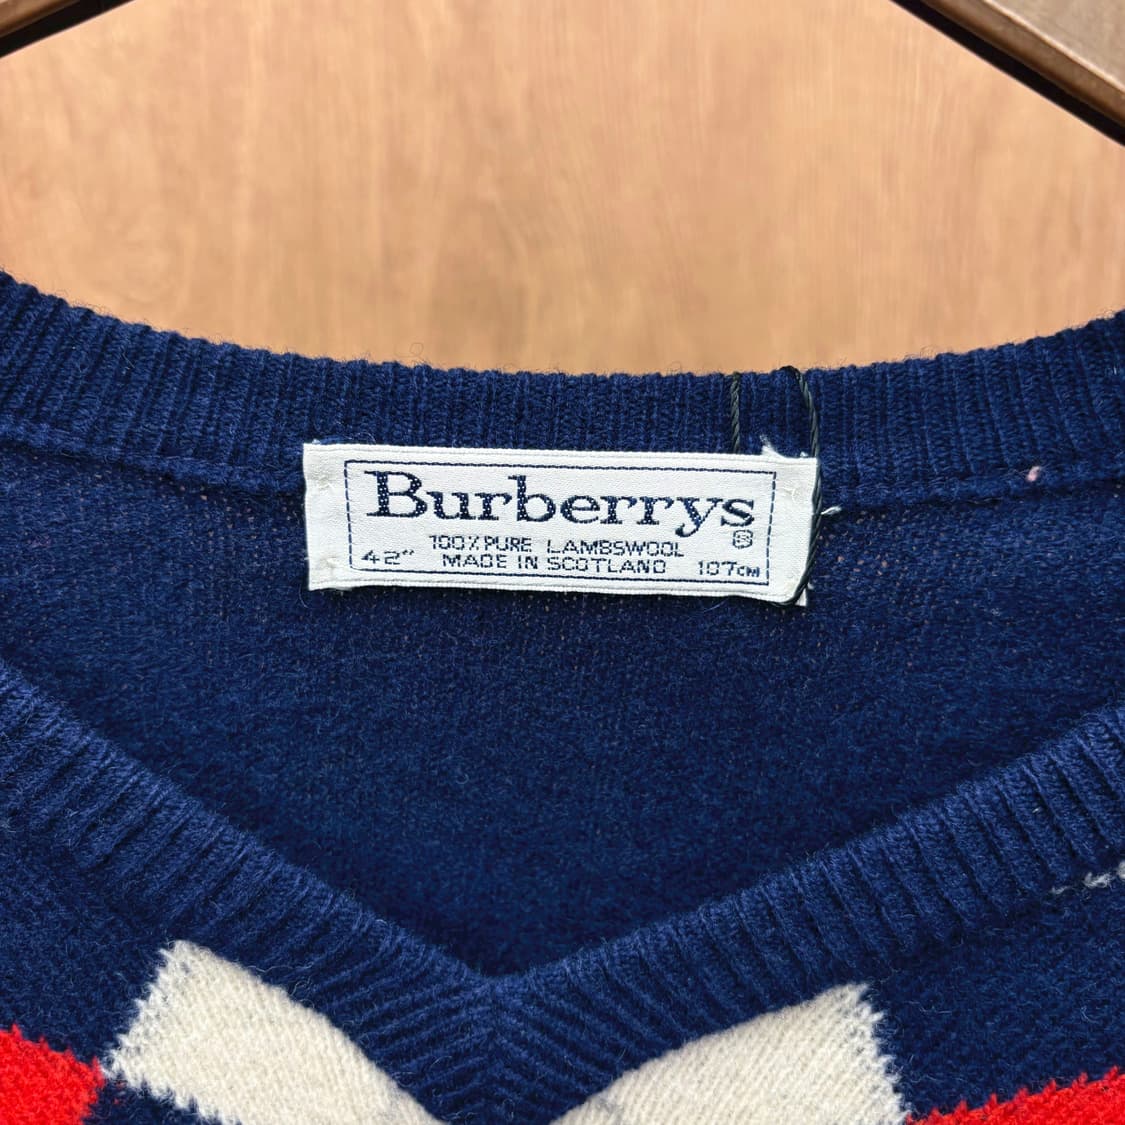 Burberrys
®
100% PURE LAMBSWOOL
42" MADE IN SCOTLAND 107CM